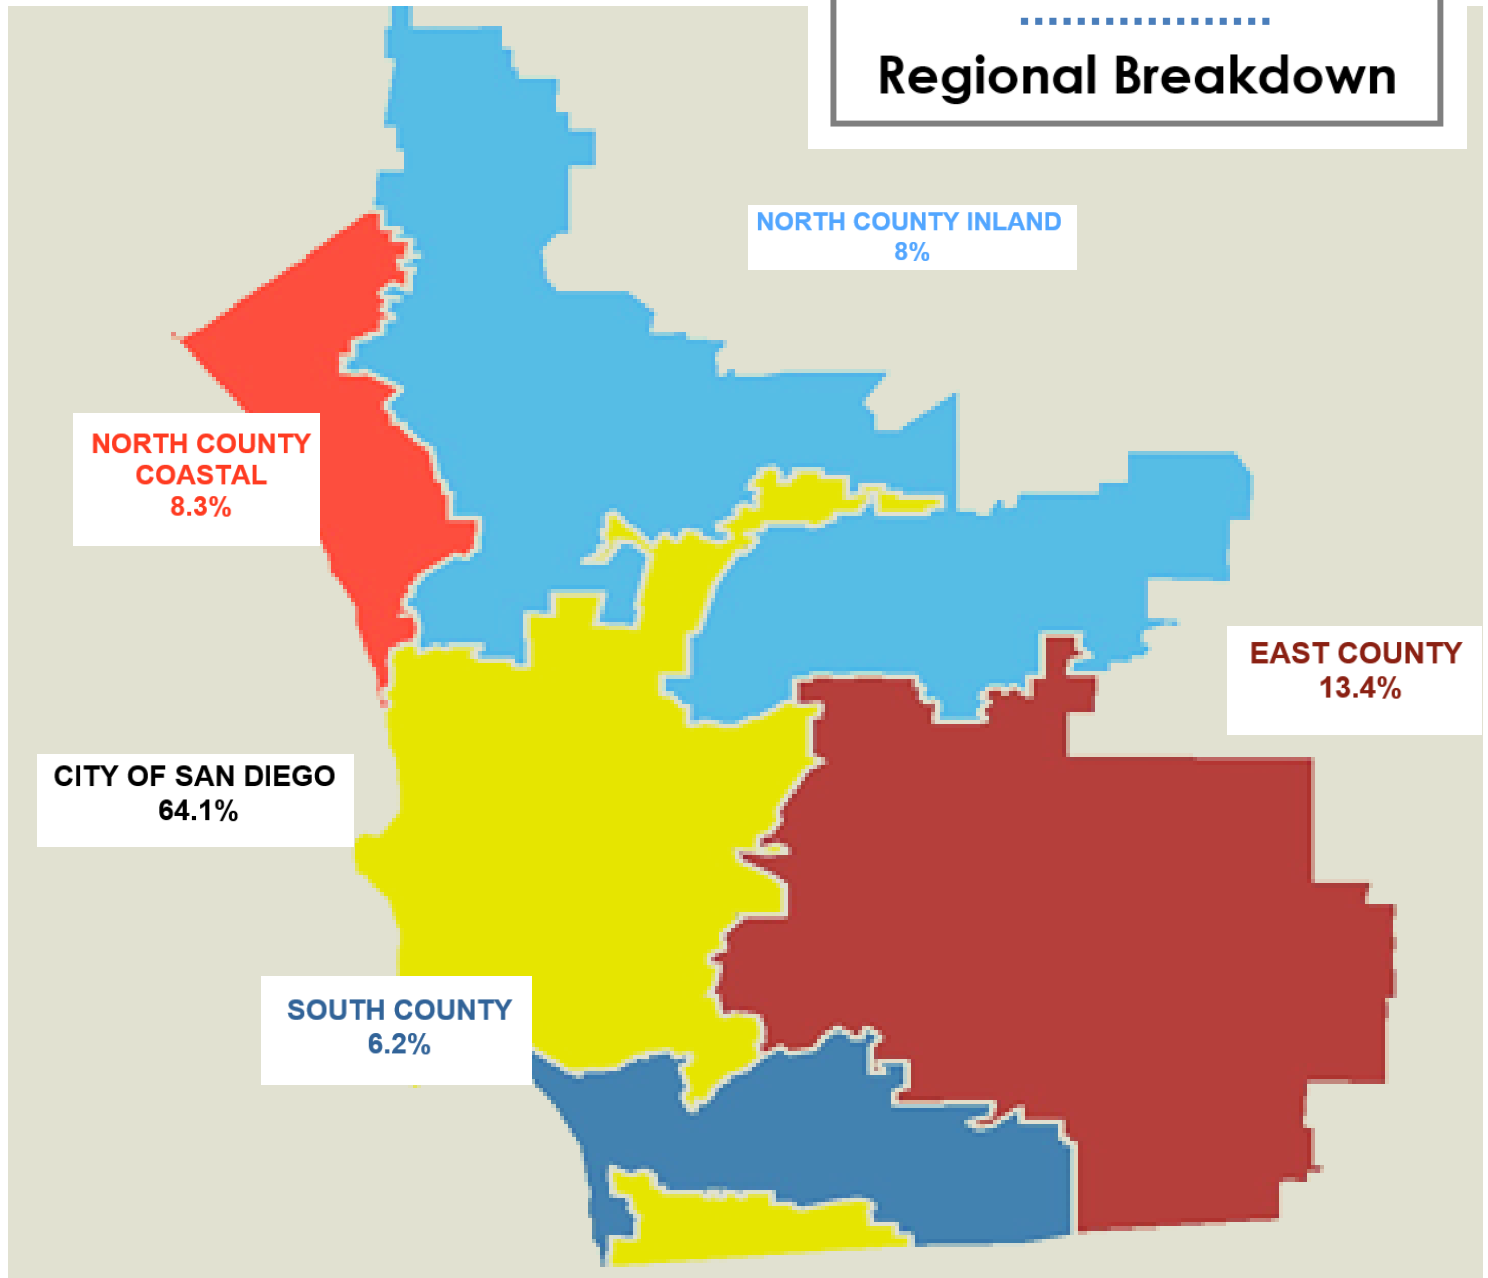 Regional Breakdown
NORTH COUNTY INLAND
8%
NORTH COUNTY
COASTAL
8.3%
EAST COUNTY
13.4%
CITY OF SAN DIEGO
64.1%
SOUTH COUNTY
6.2%